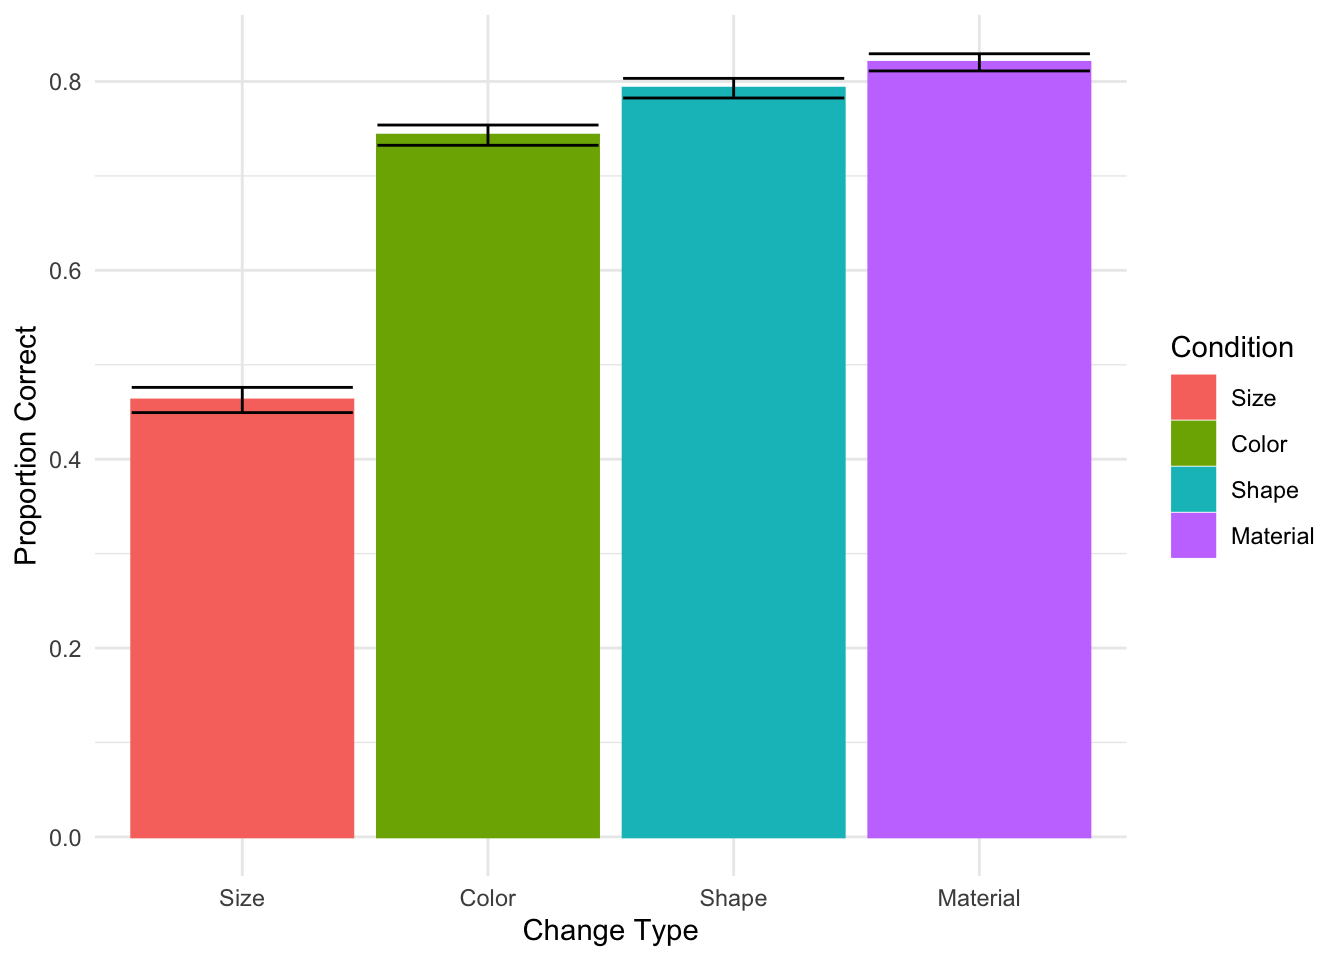 0.8
0.6
0.4
0.2
0.0
Proportion Correct
Size
Color
Shape
Material
Change Type
Condition
Size
Color
Shape
Material